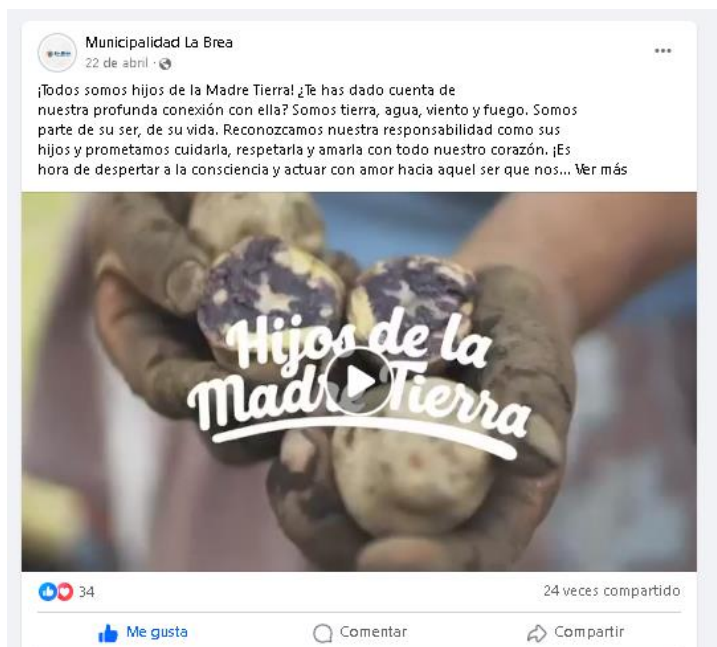 Municipalidad La Brea
22 de abril ·
¡Todos somos hijos de la Madre Tierra! ¿Te has dado cuenta de
nuestra profunda conexión con ella? Somos tierra, agua, viento y fuego. Somos
parte de su ser, de su vida. Reconozcamos nuestra responsabilidad como sus
hijos y prometamos cuidarla, respetarla y amarla con todo nuestro corazón. ¡Es
hora de despertar a la consciencia y actuar con amor hacia aquel ser que nos... Ver más
Hijos de la
Madre Tierra
34
24 veces compartido
Me gusta
Comentar
Compartir